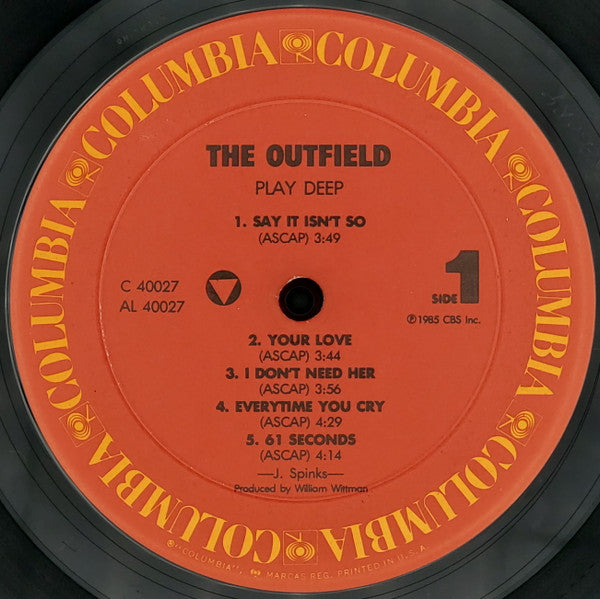 COLUMBIA COLUMBIA COLUMBIA COLUMBIA COLUMBIA COLUMBIA
THE OUTFIELD
PLAY DEEP
1. SAY IT ISN'T SO
(ASCAP) 3:49
C 40027
AL 40027
SIDE 1
℗1985 CBS Inc.
2. YOUR LOVE
(ASCAP) 3:44
3. I DON'T NEED HER
(ASCAP) 3:56
4. EVERYTIME YOU CRY
(ASCAP) 4:29
5. 61 SECONDS
(ASCAP) 4:14
—J. Spinks—
Produced by William Wittman
®"COLUMBIA", MARCAS REG. PRINTED IN U.S.A.